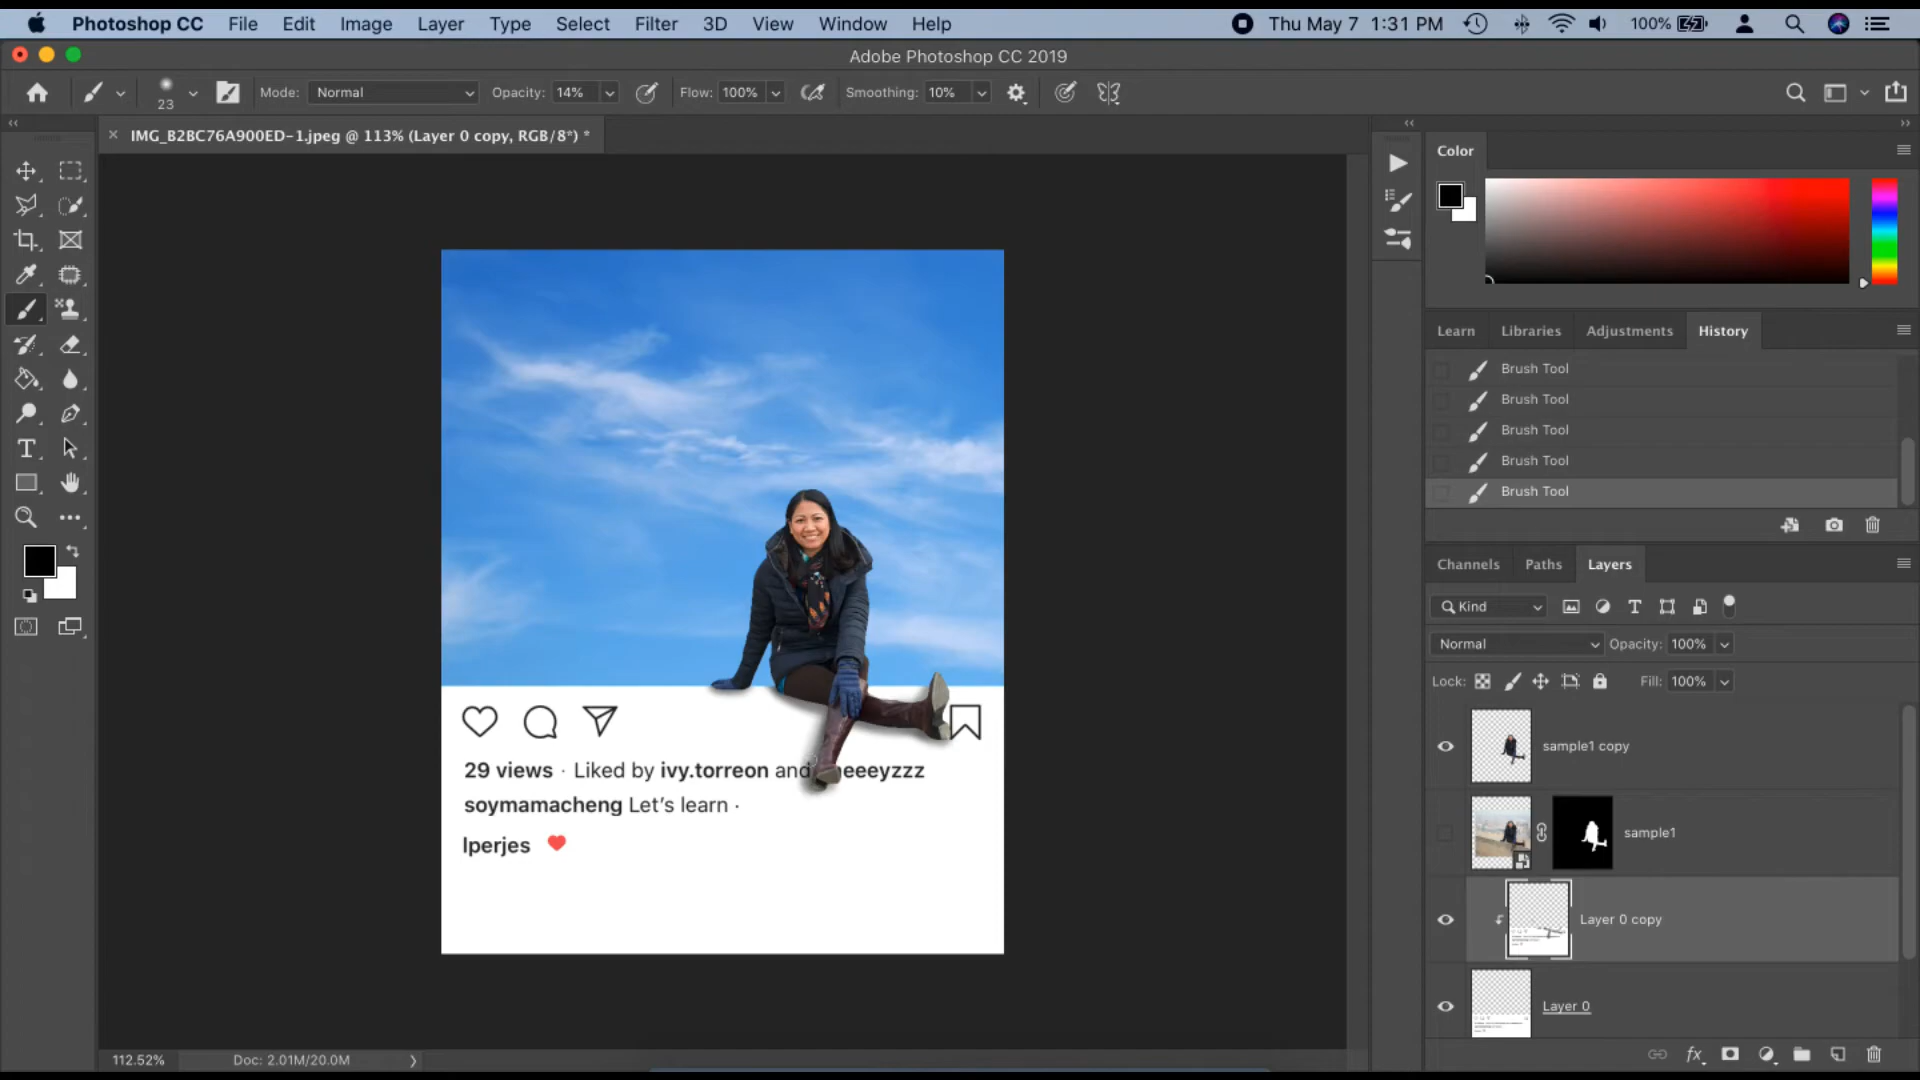 Photoshop CC File Edit Image Layer Type Select Filter 3D View Window Help Thu May 7 1:31 PM 100%
Adobe Photoshop CC 2019
23 Mode: Normal Opacity: 14% Flow: 100% Smoothing: 10%
× IMG_B2BC76A900ED-1.jpeg @ 113% (Layer 0 copy, RGB/8*) *
Color
Learn Libraries Adjustments History
Brush Tool
Brush Tool
Brush Tool
Brush Tool
Brush Tool
Channels Paths Layers
Kind
Normal Opacity: 100%
Lock: Fill: 100%
sample1 copy
sample1
Layer 0 copy
Layer 0
29 views · Liked by ivy.torreon and eeeyzzz
soymamacheng Let's learn ·
lperjes
112.52% Doc: 2.01M/20.0M